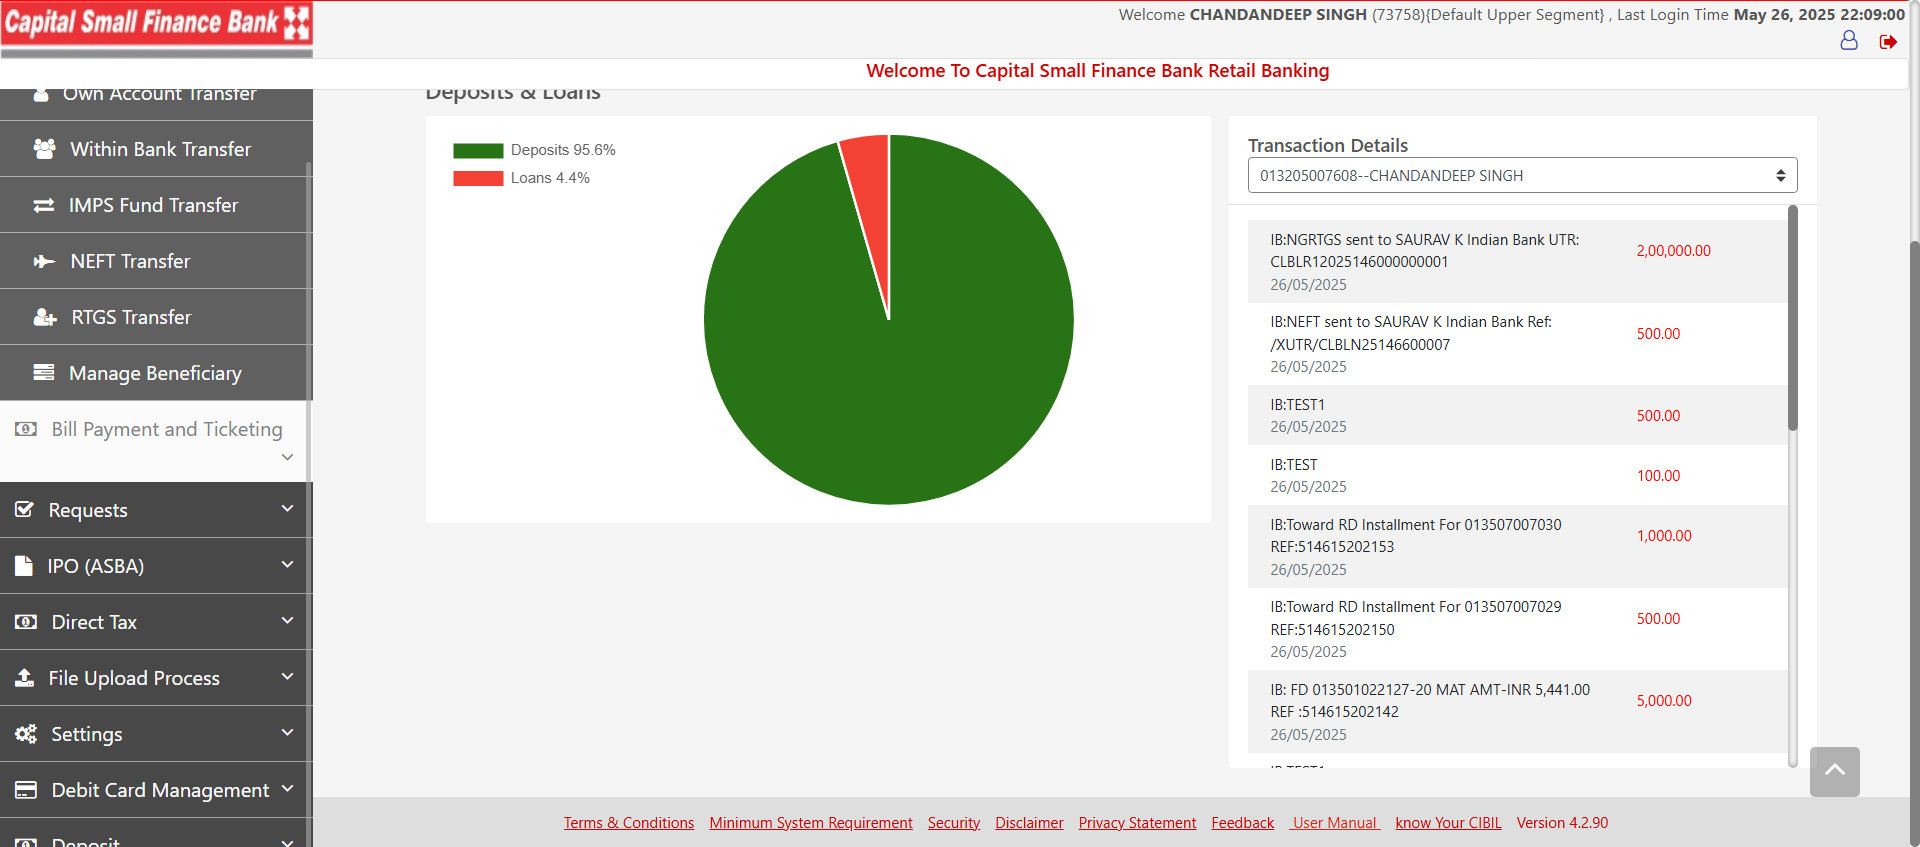 Capital Small Finance Bank
Welcome CHANDANDEEP SINGH (73758){Default Upper Segment} , Last Login Time May 26, 2025 22:09:00
Welcome To Capital Small Finance Bank Retail Banking
Own Account Transfer
Within Bank Transfer
IMPS Fund Transfer
NEFT Transfer
RTGS Transfer
Manage Beneficiary
Bill Payment and Ticketing
Requests
IPO (ASBA)
Direct Tax
File Upload Process
Settings
Debit Card Management
Deposit
Deposits & Loans
Deposits 95.6%
Loans 4.4%
Transaction Details
013205007608--CHANDANDEEP SINGH
IB:NGRTGS sent to SAURAV K Indian Bank UTR:
CLBLR12025146000000001
26/05/2025
2,00,000.00
IB:NEFT sent to SAURAV K Indian Bank Ref:
/XUTR/CLBLN25146600007
26/05/2025
500.00
IB:TEST1
26/05/2025
500.00
IB:TEST
26/05/2025
100.00
IB:Toward RD Installment For 013507007030
REF:514615202153
26/05/2025
1,000.00
IB:Toward RD Installment For 013507007029
REF:514615202150
26/05/2025
500.00
IB: FD 013501022127-20 MAT AMT-INR 5,441.00
REF :514615202142
26/05/2025
5,000.00
IB:TEST1
Terms & Conditions Minimum System Requirement Security Disclaimer Privacy Statement Feedback User Manual know Your CIBIL Version 4.2.90